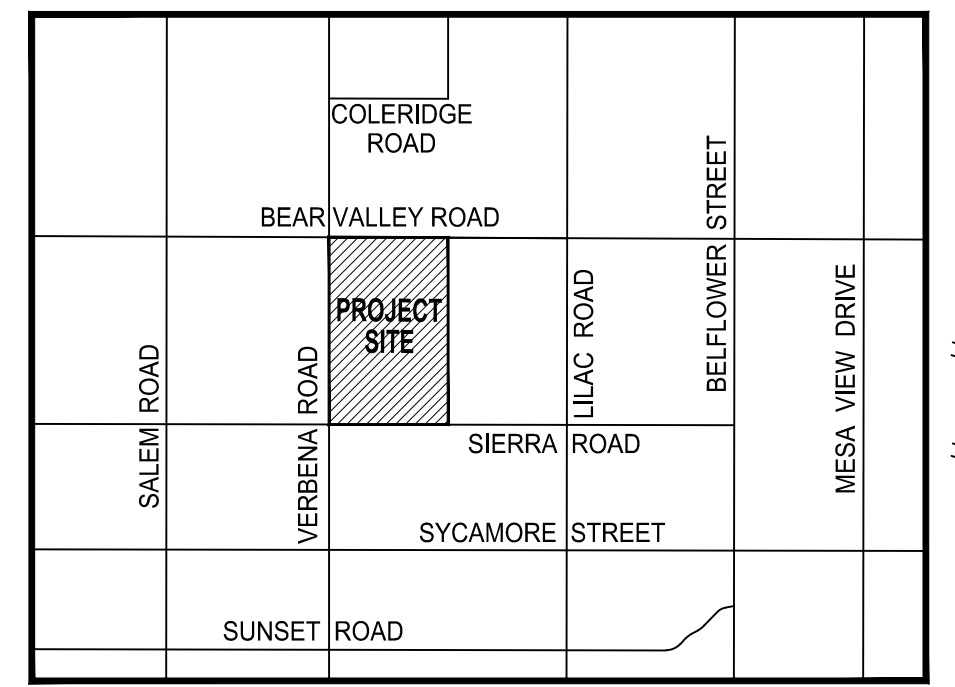 COLERIDGE
ROAD
BEAR VALLEY ROAD
PROJECT
SITE
SALEM ROAD
VERBENA ROAD
LILAC ROAD
BELFLOWER STREET
MESA VIEW DRIVE
SIERRA ROAD
SYCAMORE STREET
SUNSET ROAD